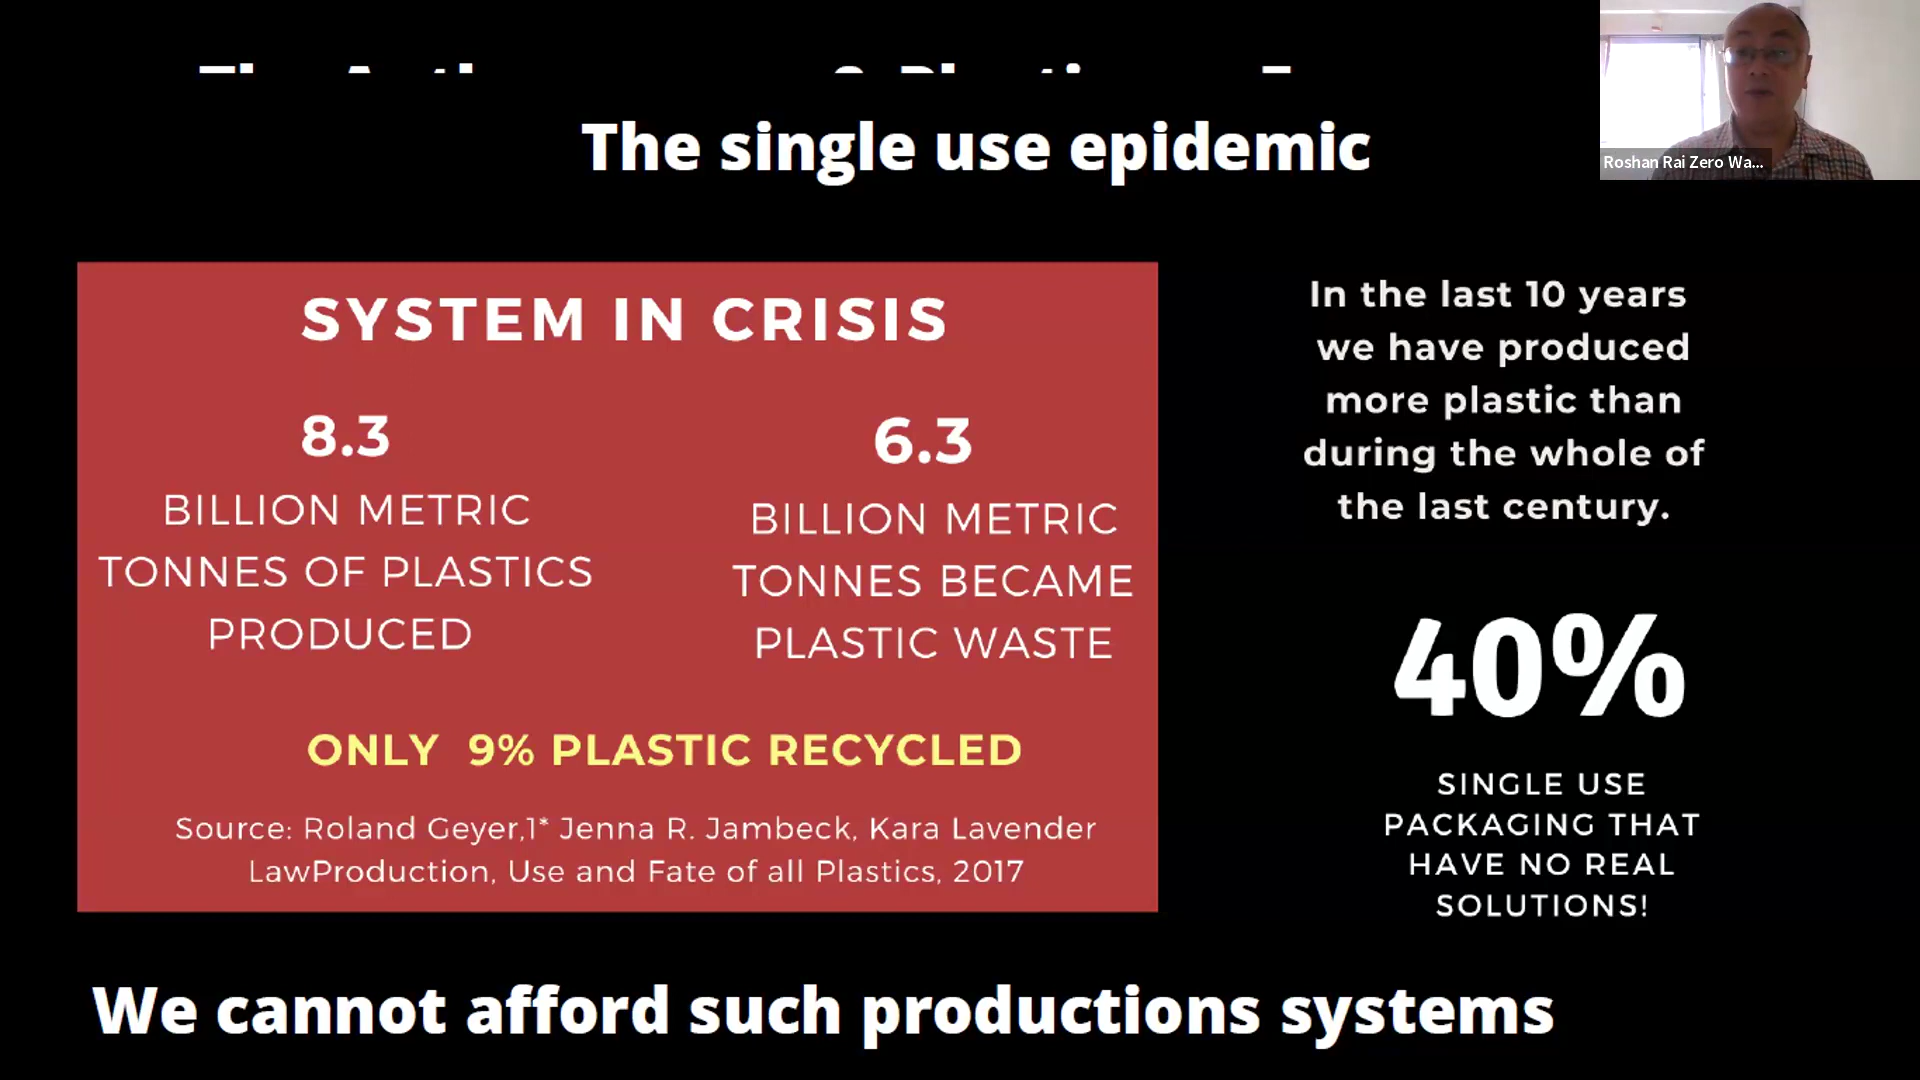 The single use epidemic
Roshan Rai Zero Wa...
SYSTEM IN CRISIS
8.3
BILLION METRIC
TONNES OF PLASTICS
PRODUCED
6.3
BILLION METRIC
TONNES BECAME
PLASTIC WASTE
ONLY 9% PLASTIC RECYCLED
Source: Roland Geyer,1* Jenna R. Jambeck, Kara Lavender
LawProduction, Use and Fate of all Plastics, 2017
In the last 10 years
we have produced
more plastic than
during the whole of
the last century.
40%
SINGLE USE
PACKAGING THAT
HAVE NO REAL
SOLUTIONS!
We cannot afford such productions systems